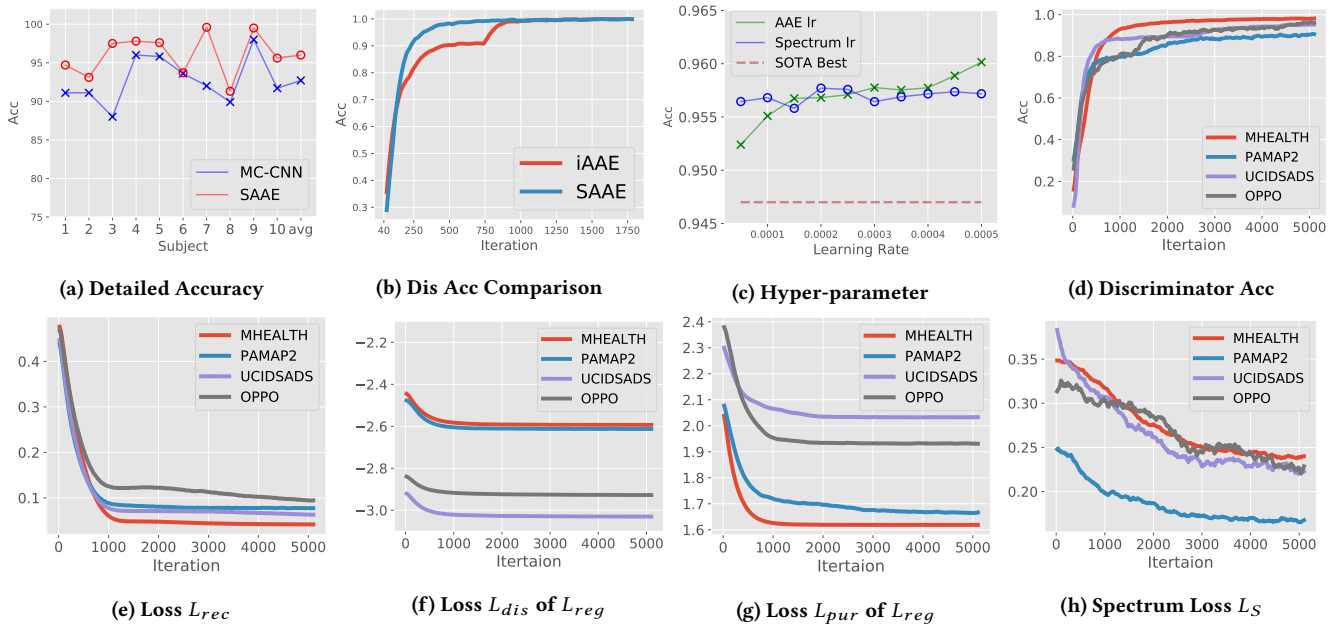 100
95
90
85
80
75
Acc
MC-CNN
SAAE
1 2 3 4 5 6 7 8 9 10 avg
Subject
(a) Detailed Accuracy
1.0
0.9
0.8
0.7
0.6
0.5
0.4
0.3
Acc
iAAE
SAAE
40 250 500 750 1000 1250 1500 1750
Iteration
(b) Dis Acc Comparison
0.965
0.960
0.955
0.950
0.945
Acc
AAE lr
Spectrum lr
SOTA Best
0.0001 0.0002 0.0003 0.0004 0.0005
Learning Rate
(c) Hyper-parameter
1.0
0.8
0.6
0.4
0.2
Acc
MHEALTH
PAMAP2
UCIDSADS
OPPO
0 1000 2000 3000 4000 5000
Itertaion
(d) Discriminator Acc
0.4
0.3
0.2
0.1
MHEALTH
PAMAP2
UCIDSADS
OPPO
0 1000 2000 3000 4000 5000
Iteration
(e) Loss L_rec
−2.2
−2.4
−2.6
−2.8
−3.0
MHEALTH
PAMAP2
UCIDSADS
OPPO
0 1000 2000 3000 4000 5000
Itertaion
(f) Loss L_dis of L_reg
2.4
2.3
2.2
2.1
2.0
1.9
1.8
1.7
1.6
MHEALTH
PAMAP2
UCIDSADS
OPPO
0 1000 2000 3000 4000 5000
Itertaion
(g) Loss L_pur of L_reg
0.35
0.30
0.25
0.20
MHEALTH
PAMAP2
UCIDSADS
OPPO
0 1000 2000 3000 4000 5000
Itertaion
(h) Spectrum Loss L_S